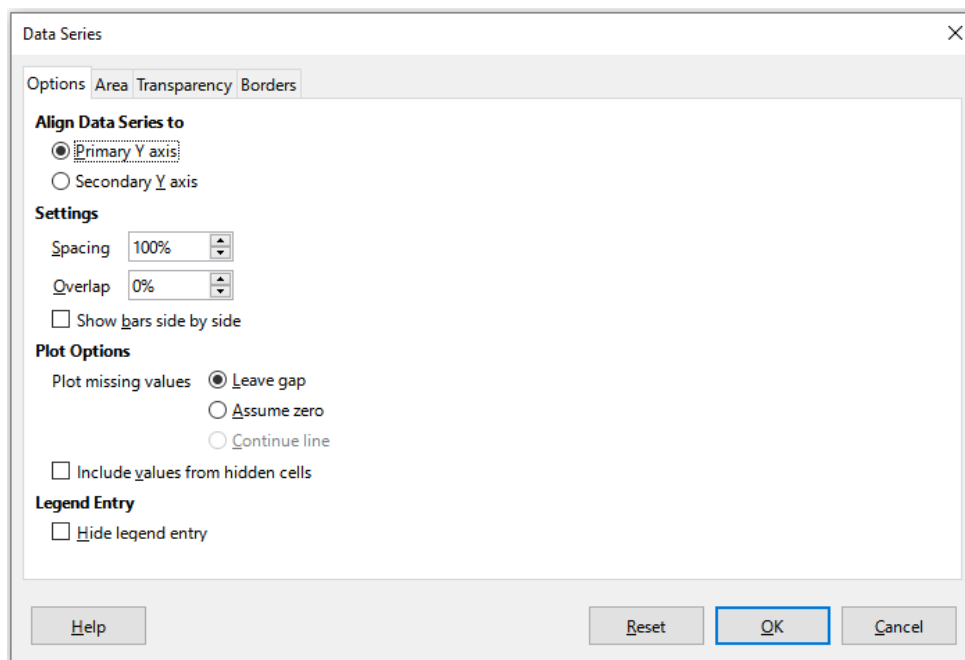 Data Series
Options Area Transparency Borders
Align Data Series to
Primary Y axis
Secondary Y axis
Settings
Spacing 100%
Overlap 0%
Show bars side by side
Plot Options
Plot missing values Leave gap
Assume zero
Continue line
Include values from hidden cells
Legend Entry
Hide legend entry
Help Reset OK Cancel